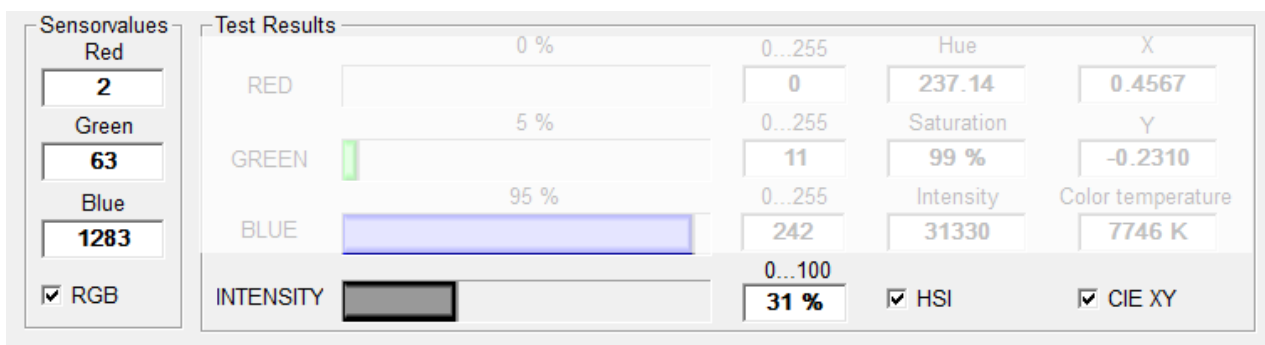 Sensorvalues
Red
2
Green
63
Blue
1283
RGB
Test Results
0 % 0...255 Hue X
RED 0 237.14 0.4567
5 % 0...255 Saturation Y
GREEN 11 99 % -0.2310
95 % 0...255 Intensity Color temperature
BLUE 242 31330 7746 K
0...100
INTENSITY 31 % HSI CIE XY